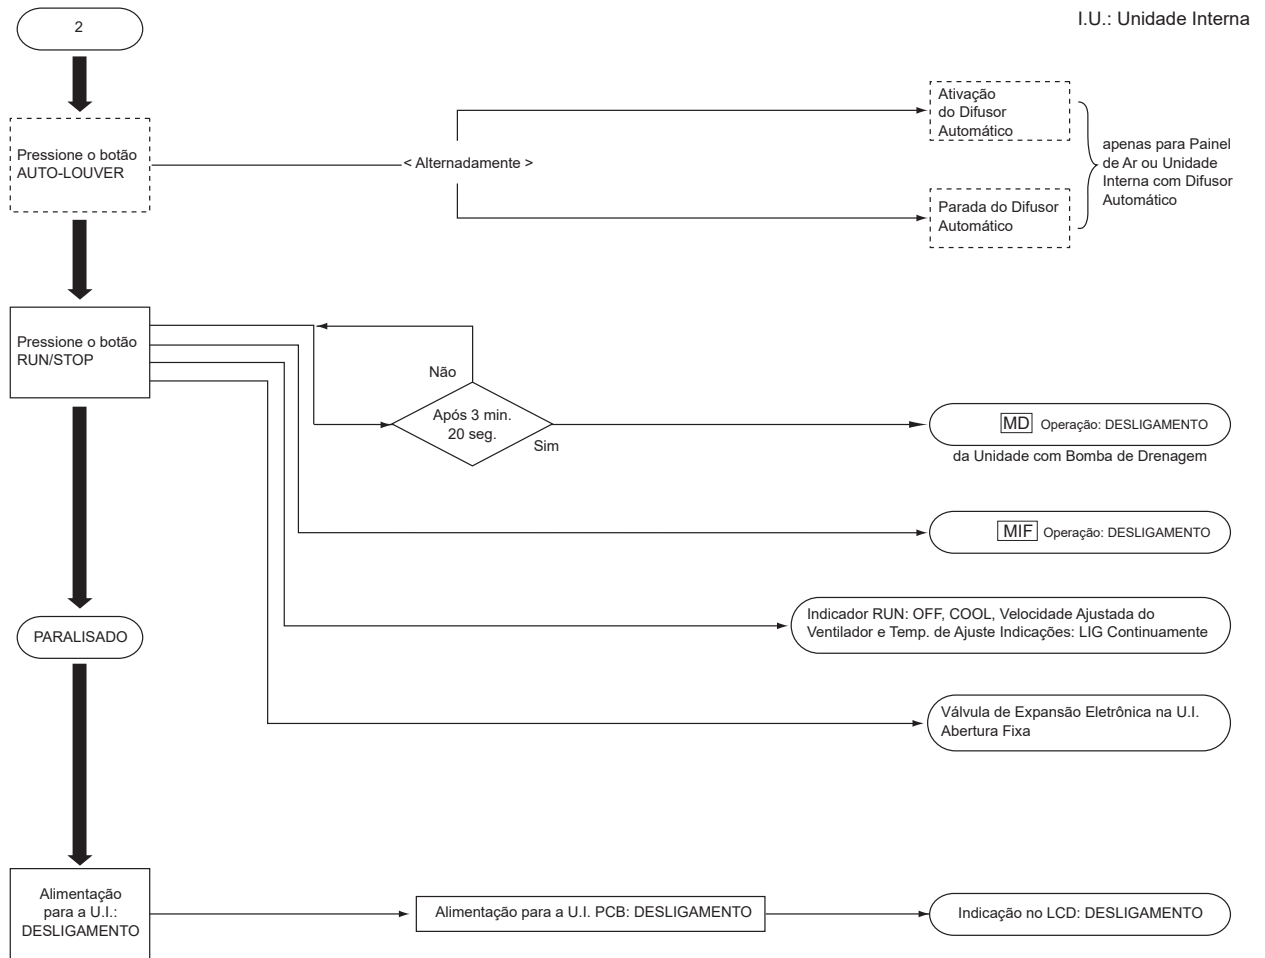 2
I.U.: Unidade Interna
Pressione o botão
AUTO-LOUVER
< Alternadamente >
Ativação
do Difusor
Automático
Parada do Difusor
Automático
apenas para Painel
de Ar ou Unidade
Interna com Difusor
Automático
Pressione o botão
RUN/STOP
Não
Após 3 min.
20 seg.
Sim
MD Operação: DESLIGAMENTO
da Unidade com Bomba de Drenagem
MIF Operação: DESLIGAMENTO
Indicador RUN: OFF, COOL, Velocidade Ajustada do
Ventilador e Temp. de Ajuste Indicações: LIG Continuamente
PARALISADO
Válvula de Expansão Eletrônica na U.I.
Abertura Fixa
Alimentação
para a U.I.:
DESLIGAMENTO
Alimentação para a U.I. PCB: DESLIGAMENTO
Indicação no LCD: DESLIGAMENTO